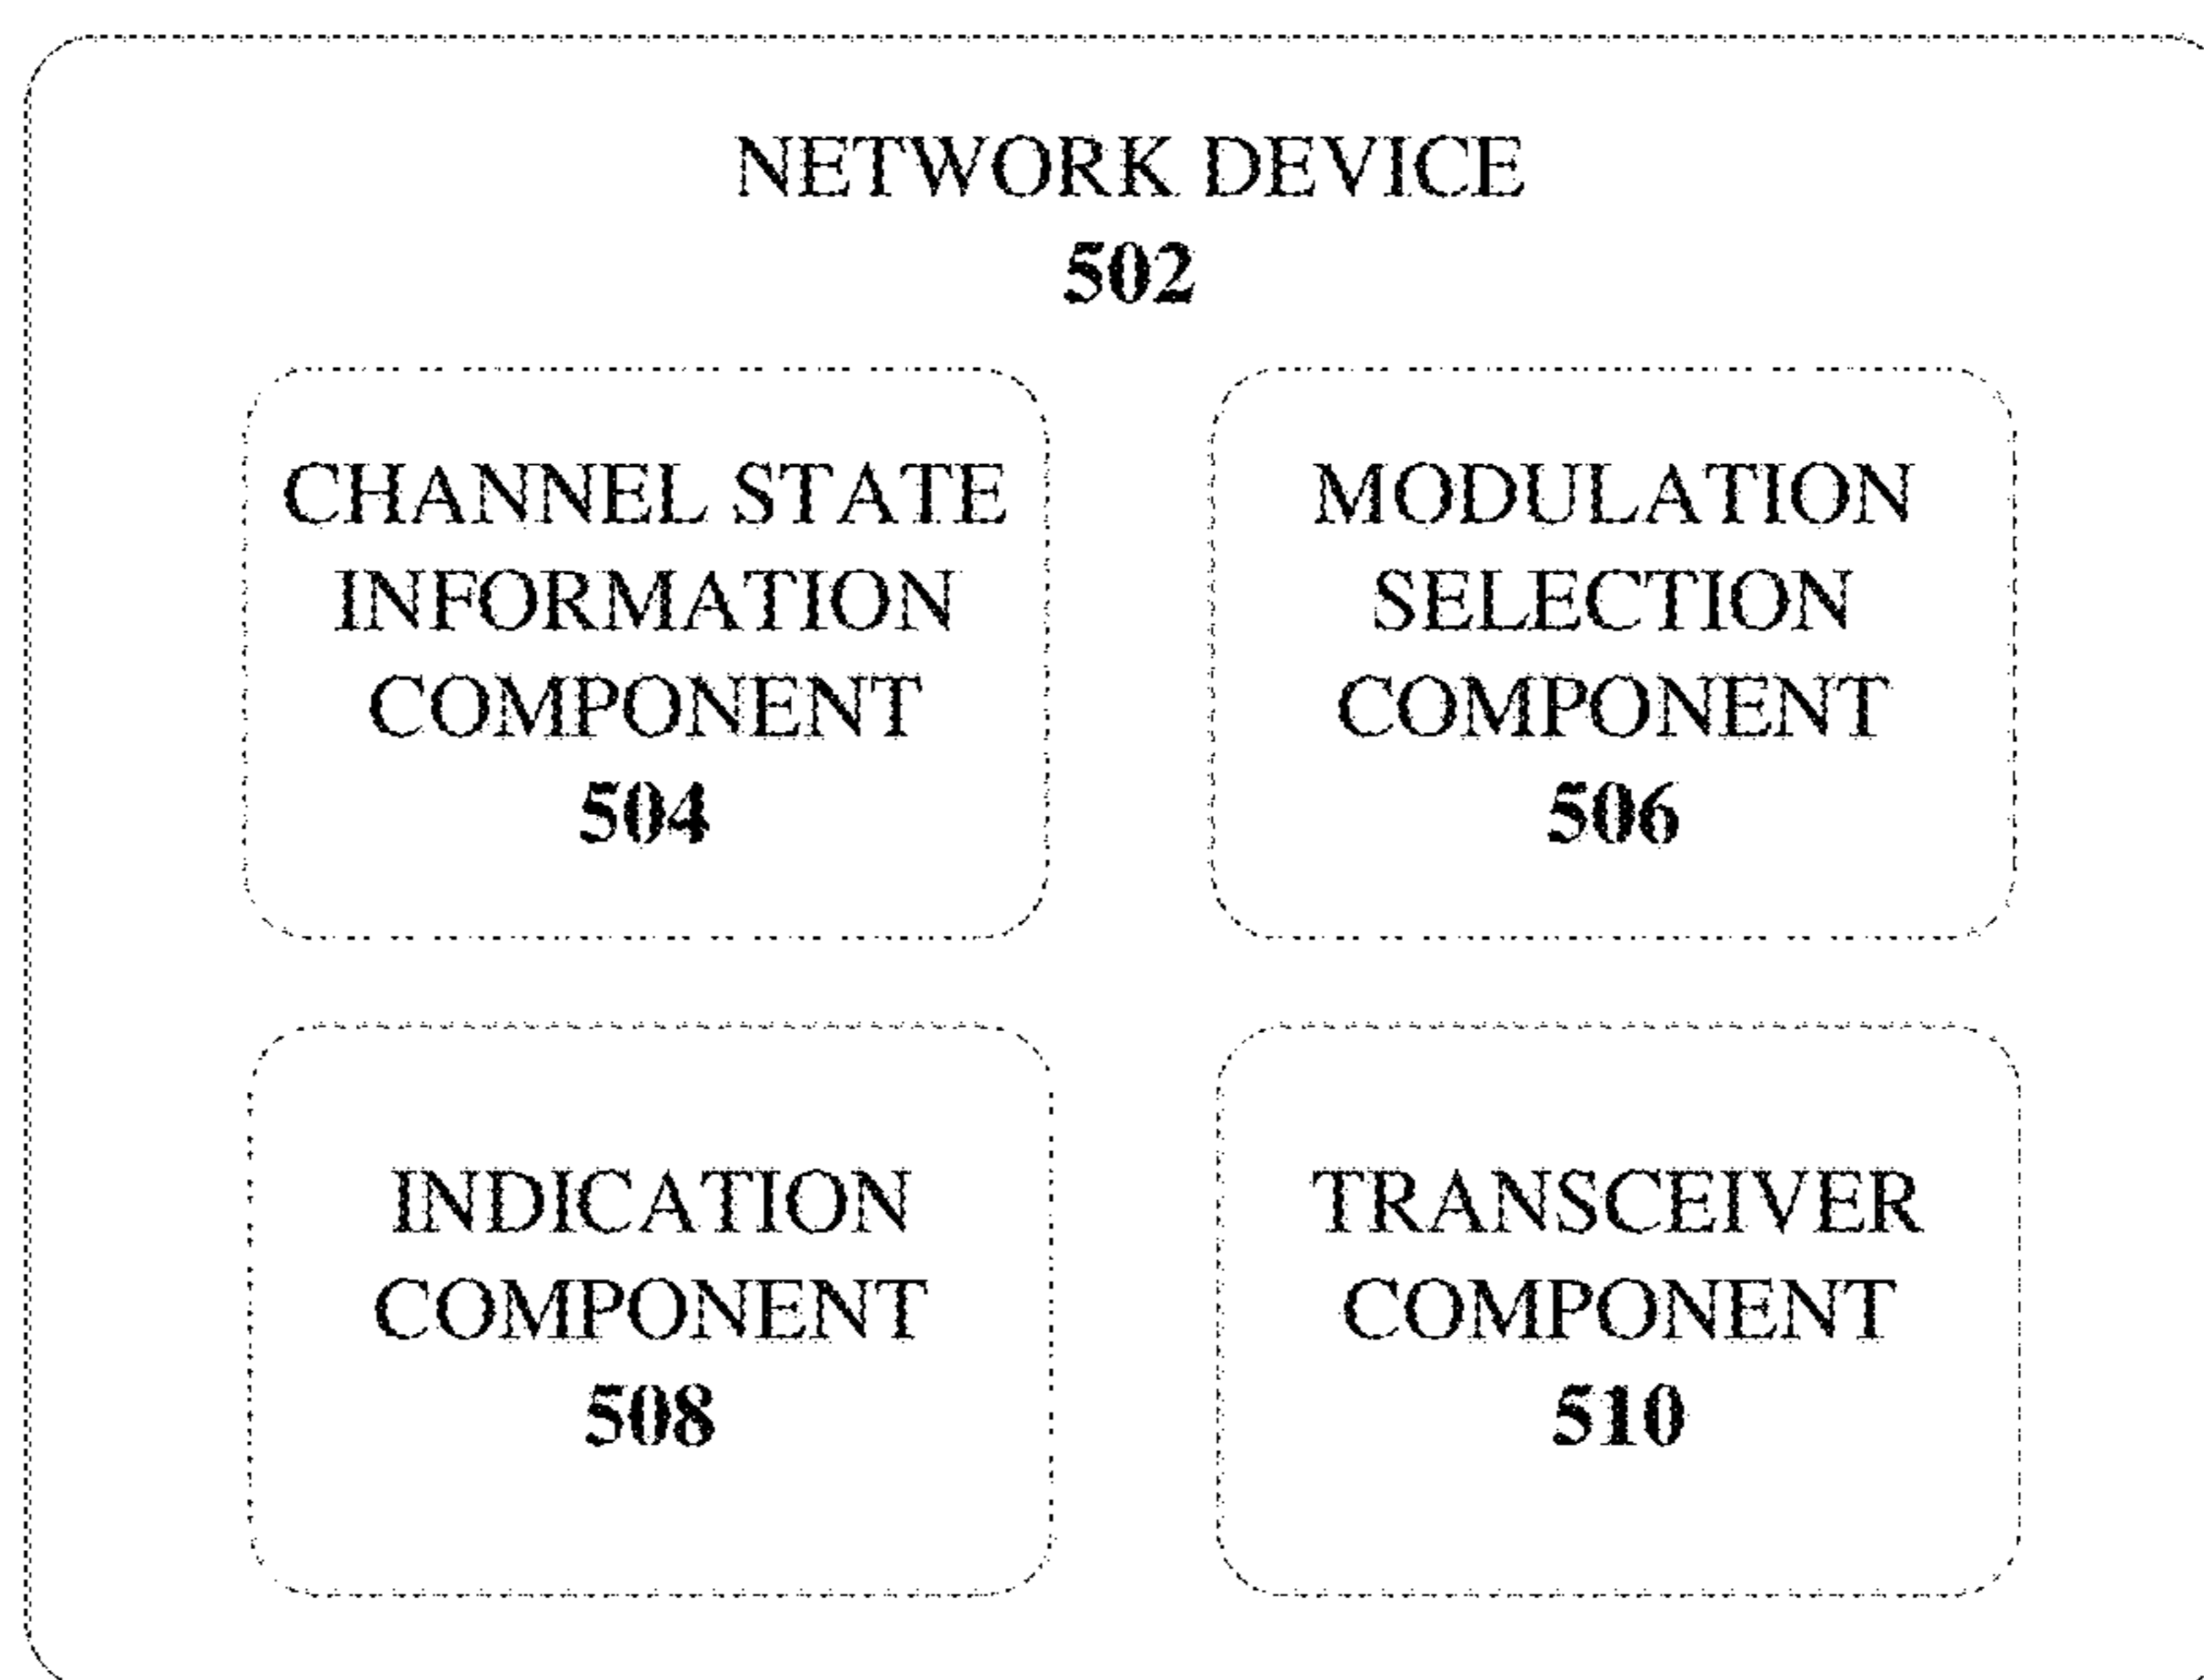 NETWORK DEVICE
502
CHANNEL STATE
INFORMATION
COMPONENT
504
MODULATION
SELECTION
COMPONENT
506
INDICATION
COMPONENT
508
TRANSCEIVER
COMPONENT
510